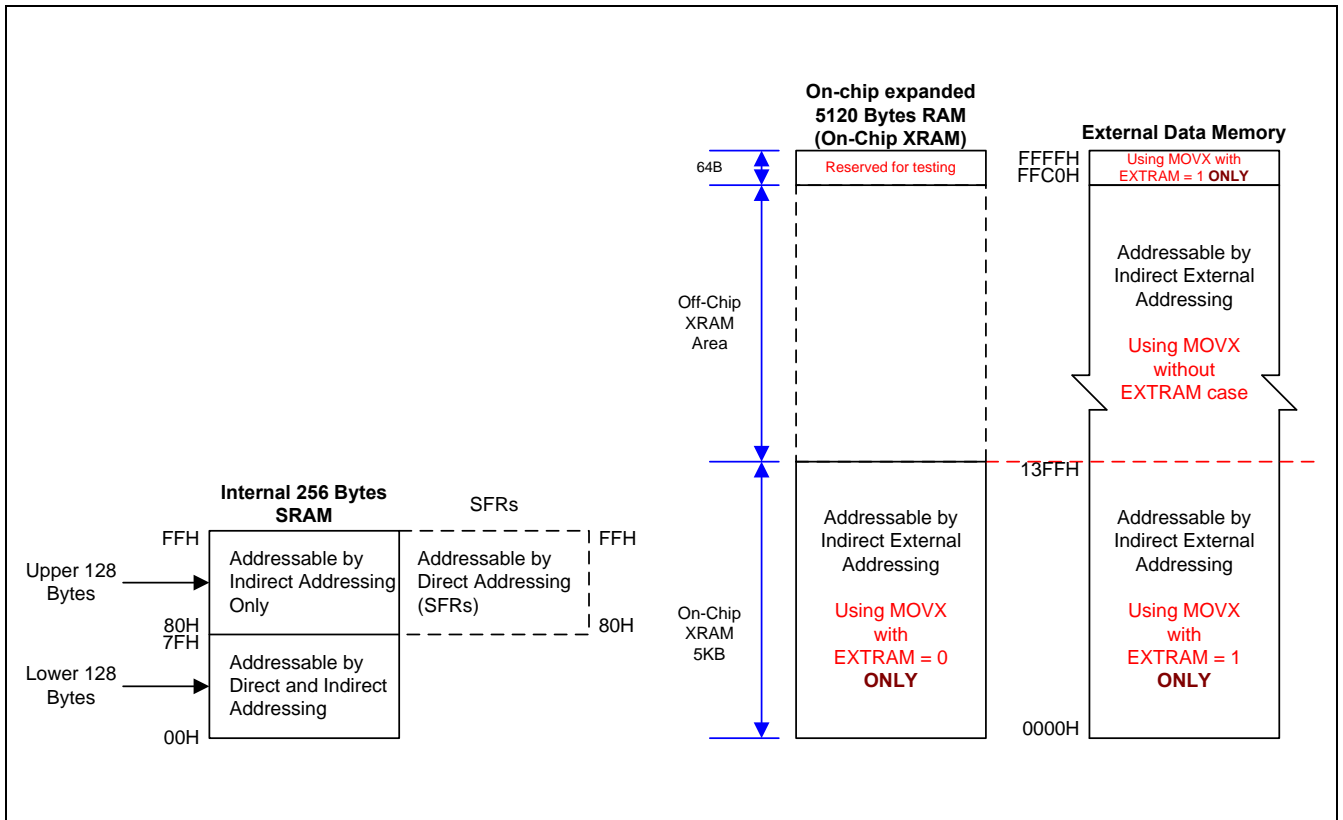 On-chip expanded
5120 Bytes RAM
(On-Chip XRAM)
External Data Memory
64B
Reserved for testing
FFFFH
FFC0H
Using MOVX with
EXTRAM = 1 ONLY
Off-Chip
XRAM
Area
Addressable by
Indirect External
Addressing
Using MOVX
without
EXTRAM case
13FFH
Internal 256 Bytes
SRAM
SFRs
FFH
Addressable by
Indirect Addressing
Only
Addressable by
Direct Addressing
(SFRs)
FFH
Upper 128
Bytes
80H
80H
7FH
Lower 128
Bytes
Addressable by
Direct and Indirect
Addressing
00H
On-Chip
XRAM
5KB
Addressable by
Indirect External
Addressing
Using MOVX
with
EXTRAM = 0
ONLY
Addressable by
Indirect External
Addressing
Using MOVX
with
EXTRAM = 1
ONLY
0000H